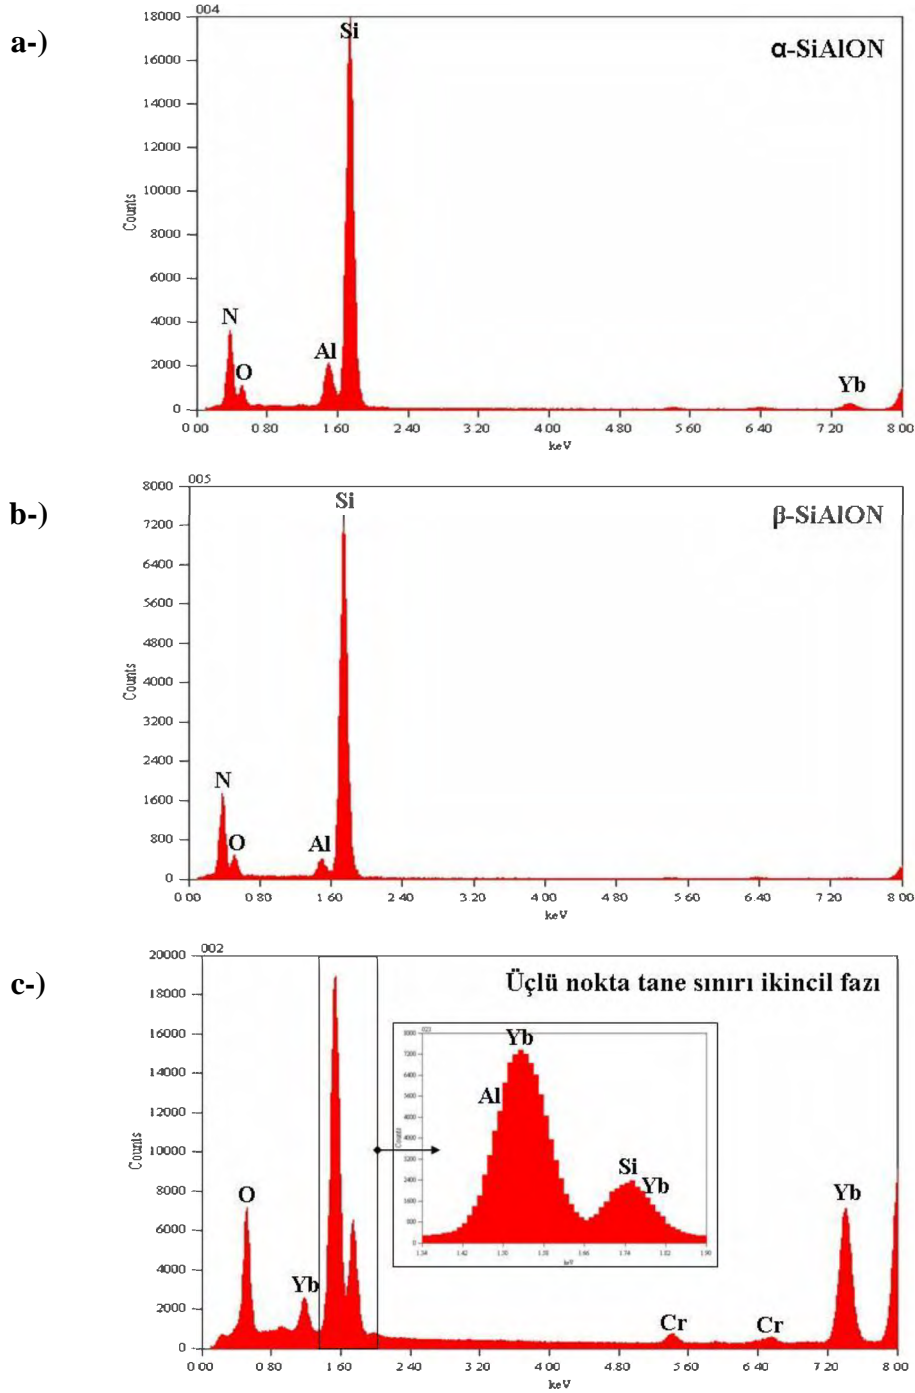 a-)
004
α-SiAlON
18000
16000
14000
12000
10000
8000
6000
4000
2000
0
Counts
Si
N
O
Al
Yb
0 00 0 80 1 60 2 40 3 20 4 00 4 80 5 60 6 40 7 20 8 00
keV
b-)
005
β-SiAlON
8000
7200
6400
5600
4800
4000
3200
2400
1600
800
0
Counts
Si
N
O
Al
0 00 0 80 1 60 2 40 3 20 4 00 4 80 5 60 6 40 7 20 8 00
keV
c-)
002
Üçlü nokta tane sınırı ikincil fazı
20000
18000
16000
14000
12000
10000
8000
6000
4000
2000
0
Counts
O
Yb
Yb
Al
Si
Yb
Counts
keV
Cr
Cr
Yb
0 00 0 80 1 60 2 40 3 20 4 00 4 80 5 60 6 40 7 20 8 00
keV